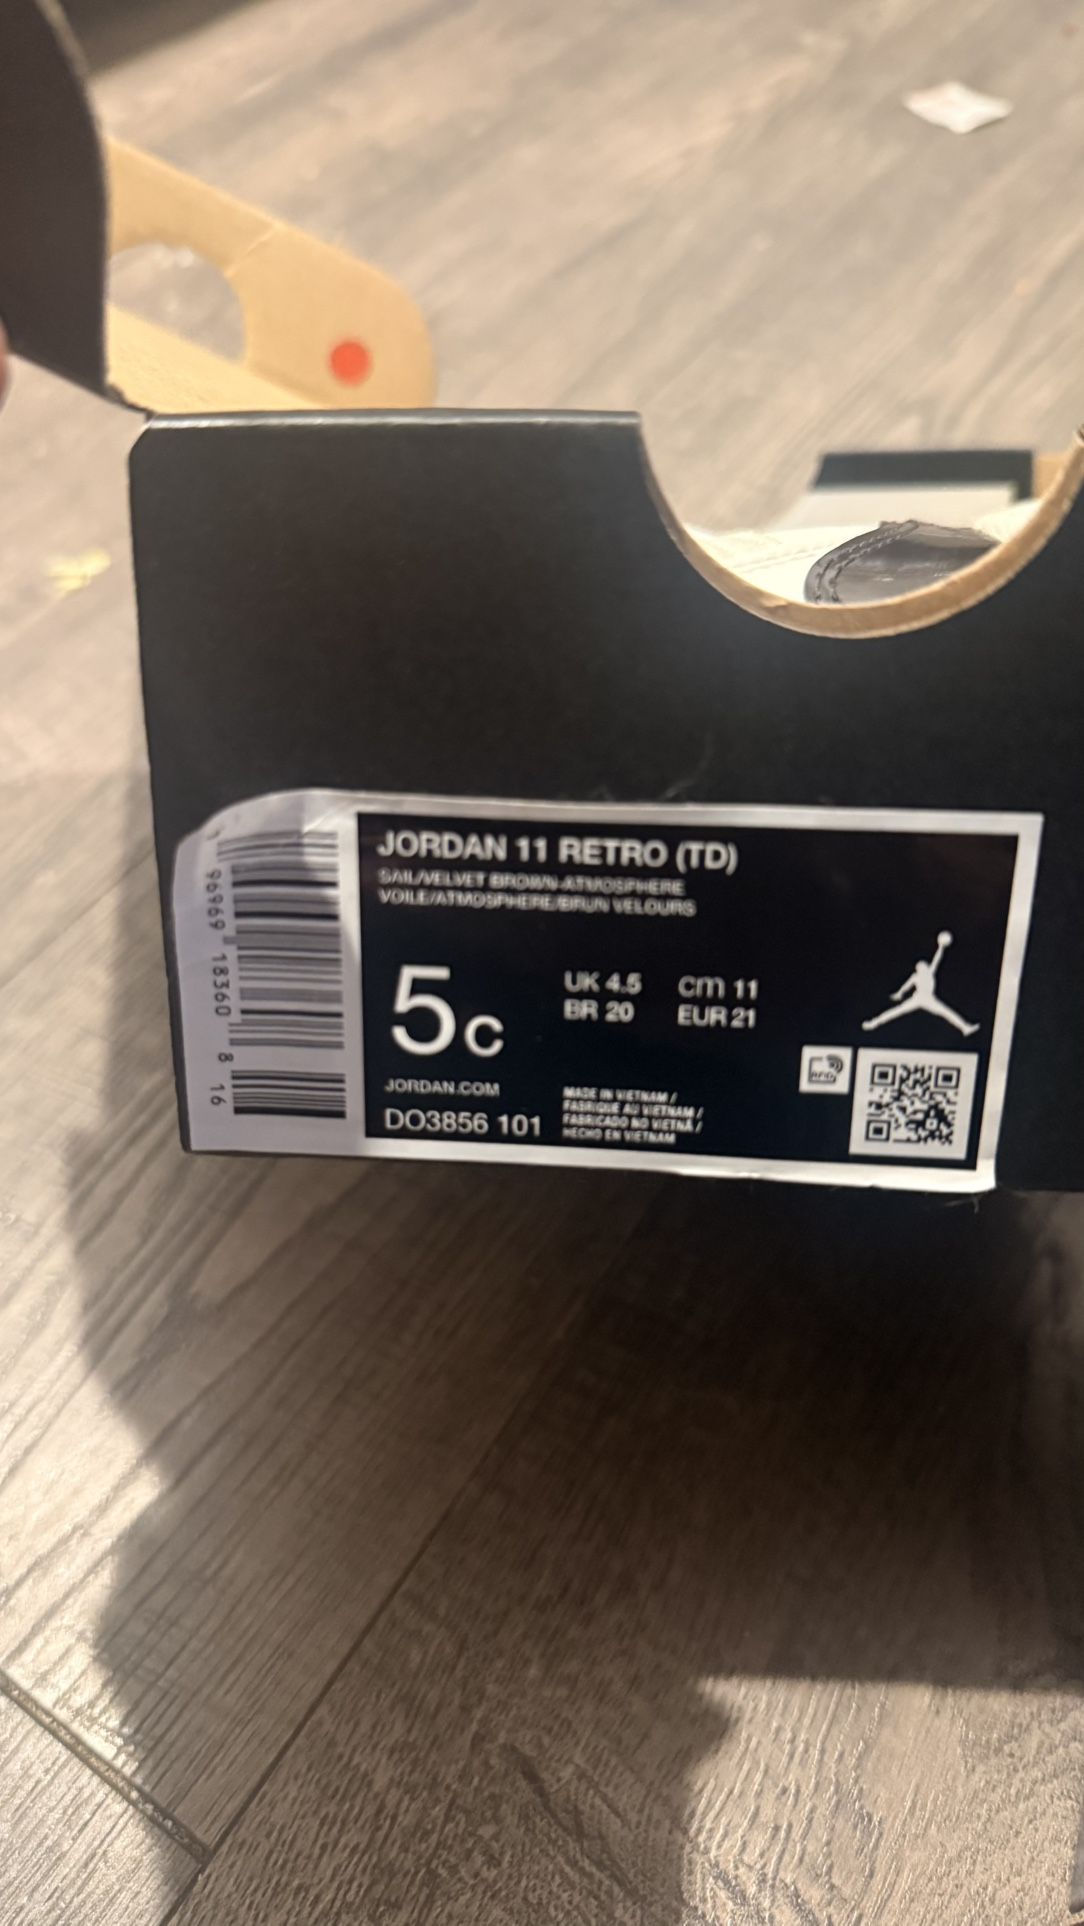 JORDAN 11 RETRO (TD)
SAIL/VELVET BROWN-ATMOSPHERE
VOILE/ATMOSPHERE/BRUN VELOURS
5c
UK 4.5 cm 11
BR 20 EUR 21
JORDAN.COM
DO3856 101
MADE IN VIETNAM /
FABRIQUE AU VIETNAM /
FABRICADO NO VIETNÃ /
HECHO EN VIETNAM
RFID
96969 18360 8 16